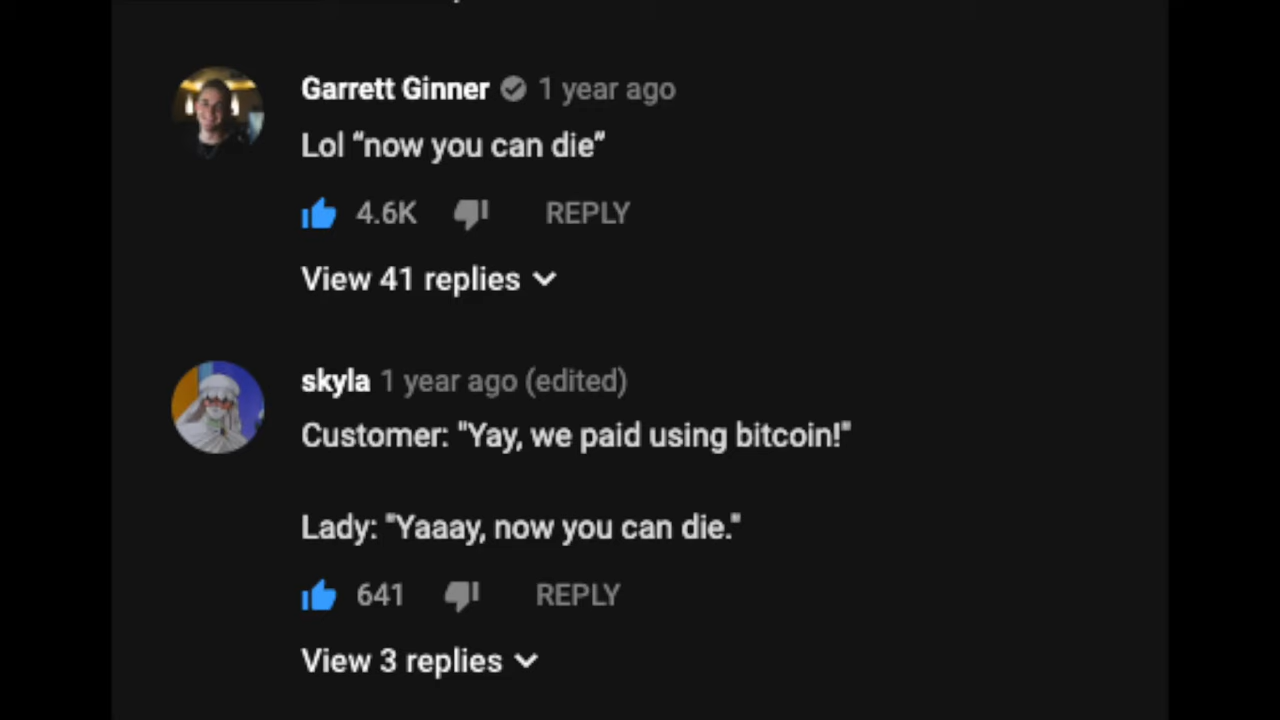 Garrett Ginner 1 year ago
Lol “now you can die”
4.6K REPLY
View 41 replies
skyla 1 year ago (edited)
Customer: "Yay, we paid using bitcoin!"
Lady: "Yaaay, now you can die."
641 REPLY
View 3 replies